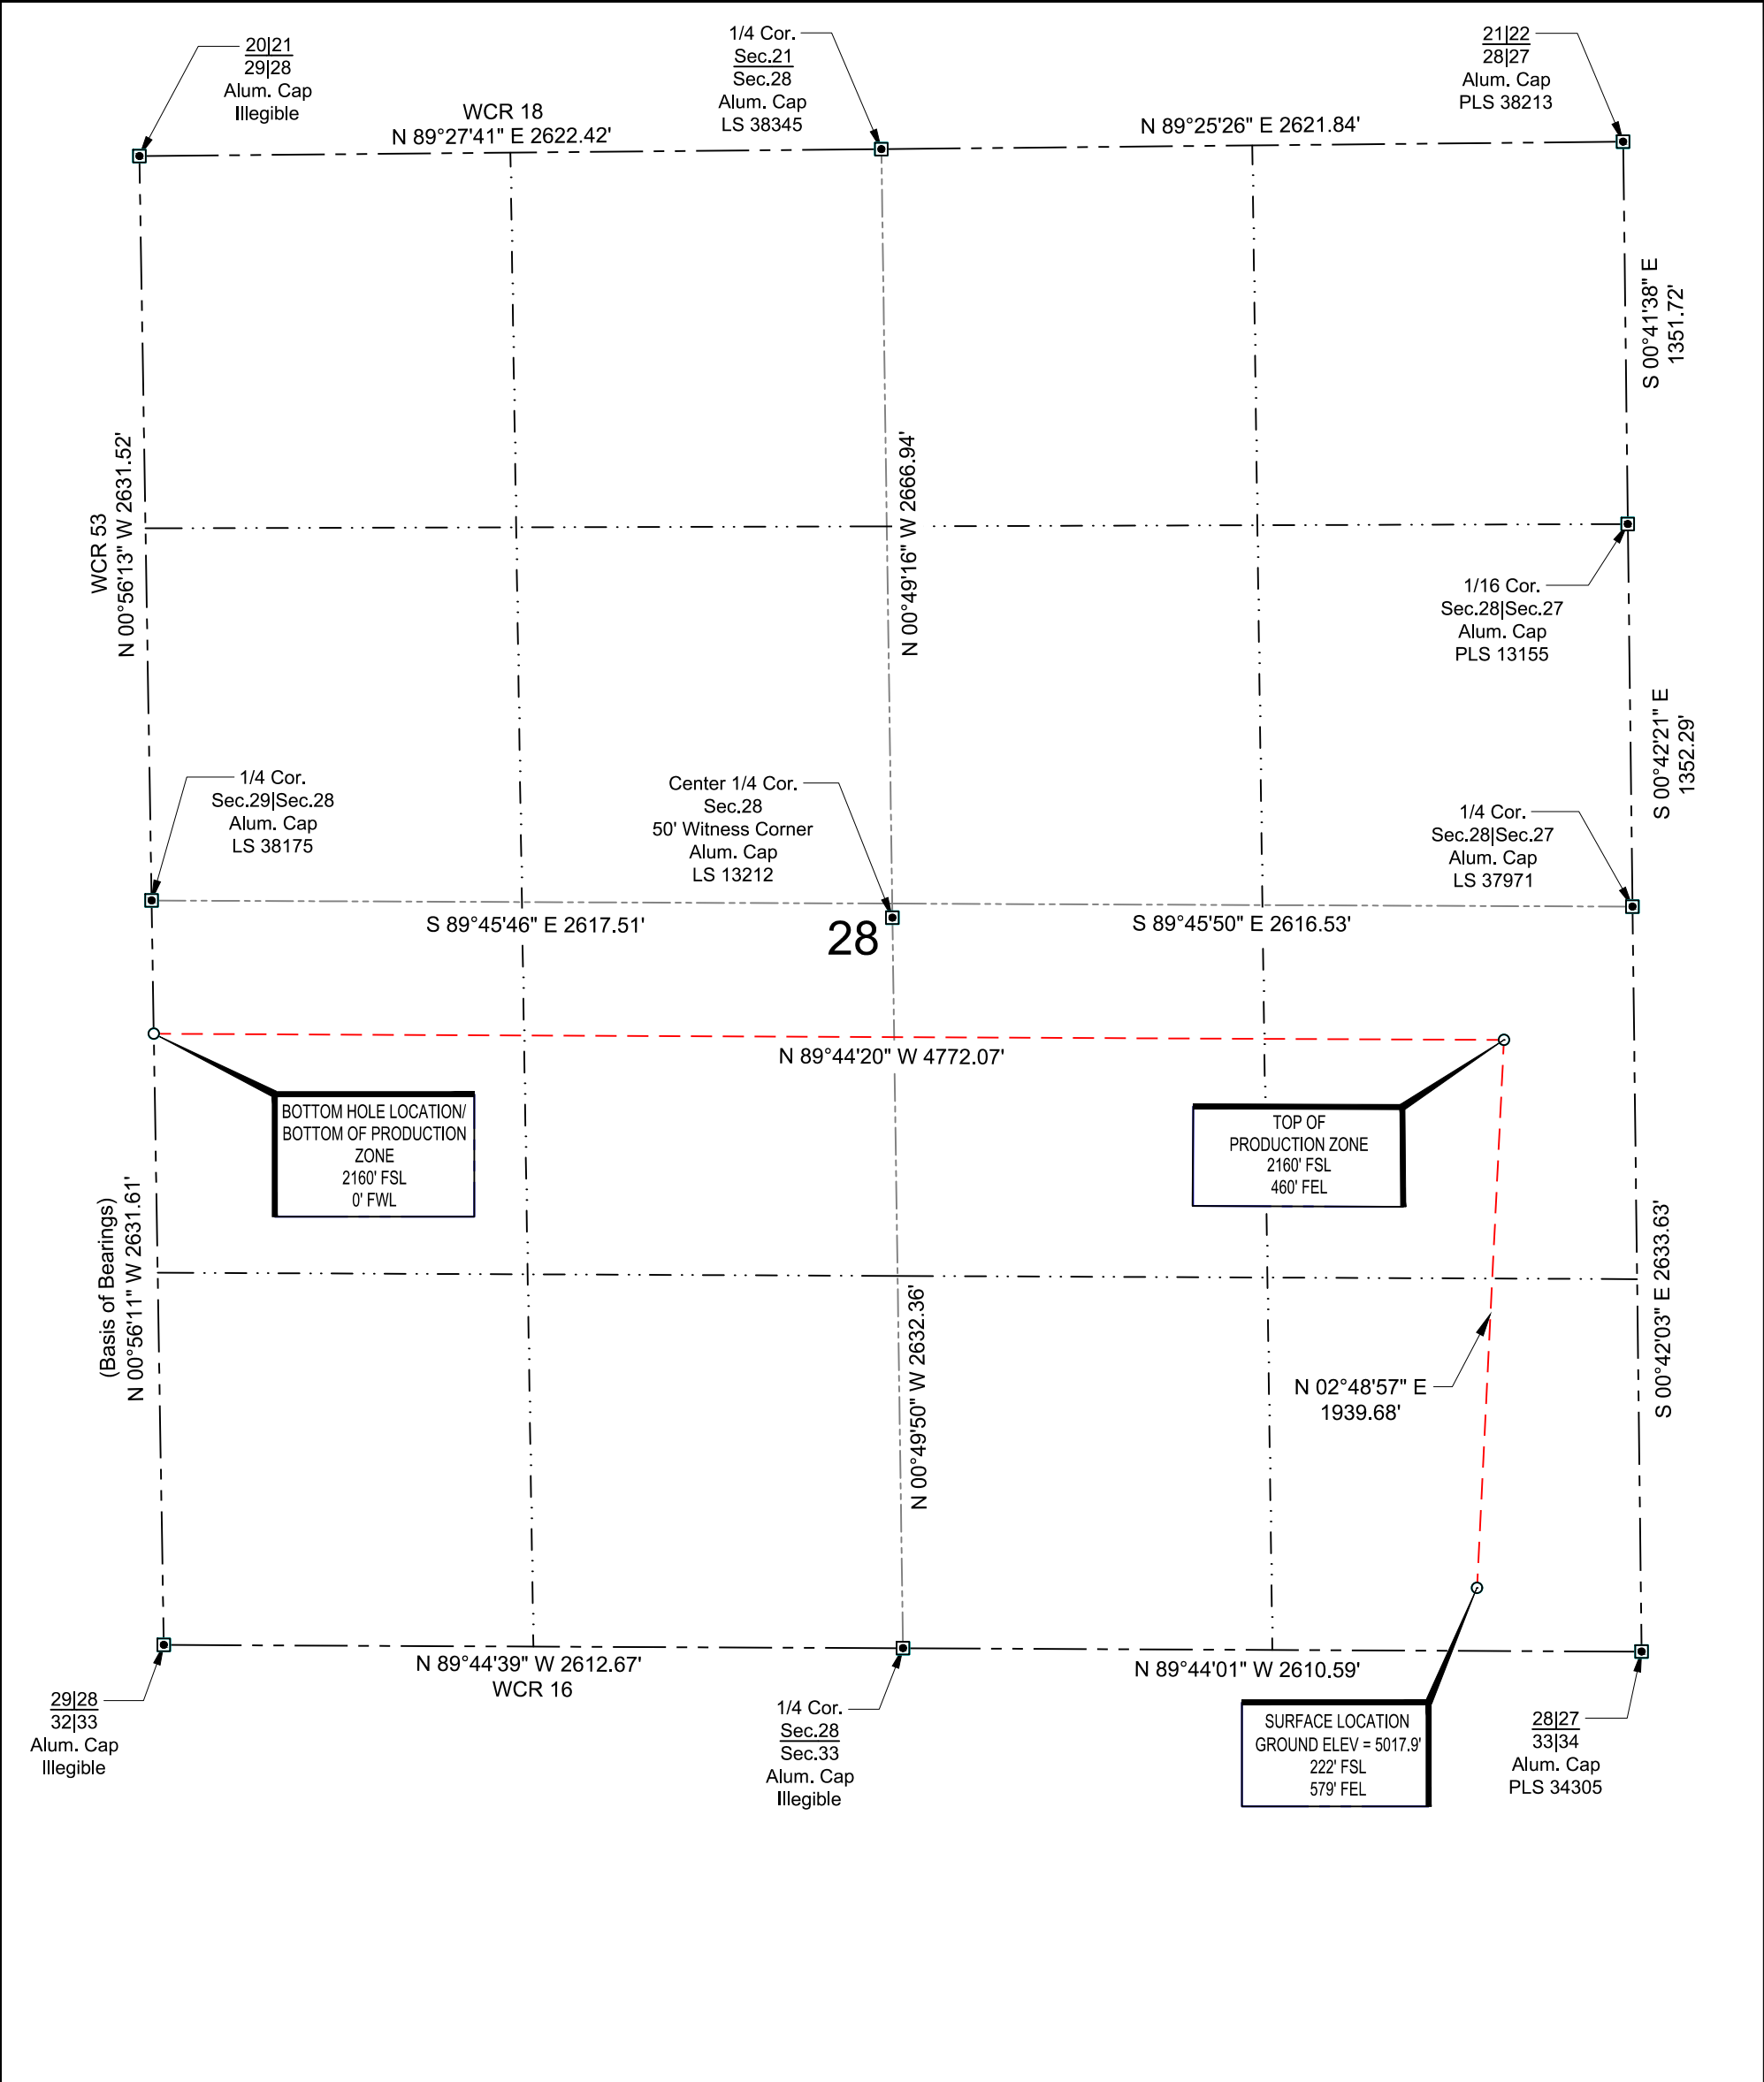 20|21
29|28
Alum. Cap
Illegible
1/4 Cor.
Sec.21
Sec.28
Alum. Cap
LS 38345
21|22
28|27
Alum. Cap
PLS 38213
WCR 18
N 89°27'41" E 2622.42'
N 89°25'26" E 2621.84'
S 00°41'38" E
1351.72'
WCR 53
N 00°56'13" W 2631.52'
N 00°49'16" W 2666.94'
1/16 Cor.
Sec.28|Sec.27
Alum. Cap
PLS 13155
S 00°42'21" E
1352.29'
1/4 Cor.
Sec.29|Sec.28
Alum. Cap
LS 38175
Center 1/4 Cor.
Sec.28
50' Witness Corner
Alum. Cap
LS 13212
1/4 Cor.
Sec.28|Sec.27
Alum. Cap
LS 37971
S 89°45'46" E 2617.51'
28
S 89°45'50" E 2616.53'
N 89°44'20" W 4772.07'
BOTTOM HOLE LOCATION/
BOTTOM OF PRODUCTION
ZONE
2160' FSL
0' FWL
TOP OF
PRODUCTION ZONE
2160' FSL
460' FEL
(Basis of Bearings)
N 00°56'11" W 2631.61'
N 00°49'50" W 2632.36'
N 02°48'57" E
1939.68'
S 00°42'03" E 2633.63'
N 89°44'39" W 2612.67'
WCR 16
N 89°44'01" W 2610.59'
29|28
32|33
Alum. Cap
Illegible
1/4 Cor.
Sec.28
Sec.33
Alum. Cap
Illegible
SURFACE LOCATION
GROUND ELEV = 5017.9'
222' FSL
579' FEL
28|27
33|34
Alum. Cap
PLS 34305